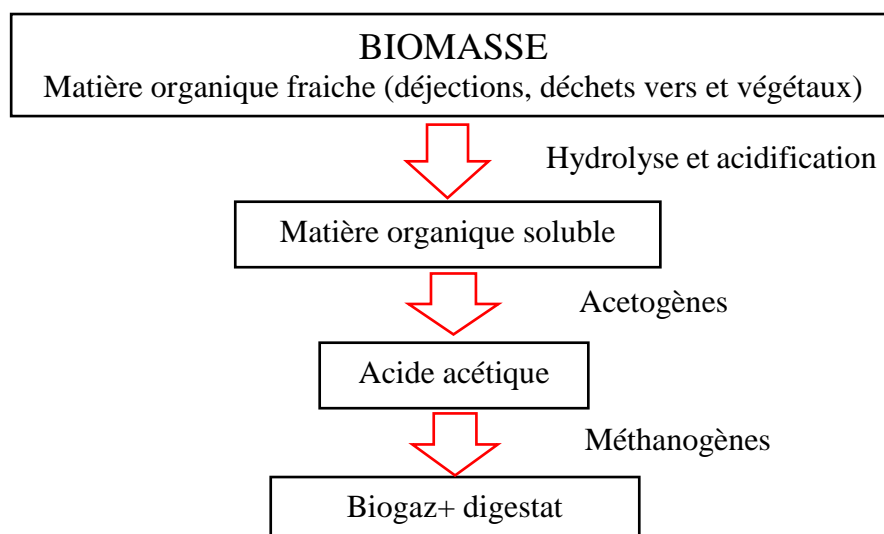 BIOMASSE
Matière organique fraiche (déjections, déchets vers et végétaux)
Hydrolyse et acidification
Matière organique soluble
Acetogènes
Acide acétique
Méthanogènes
Biogaz+ digestat